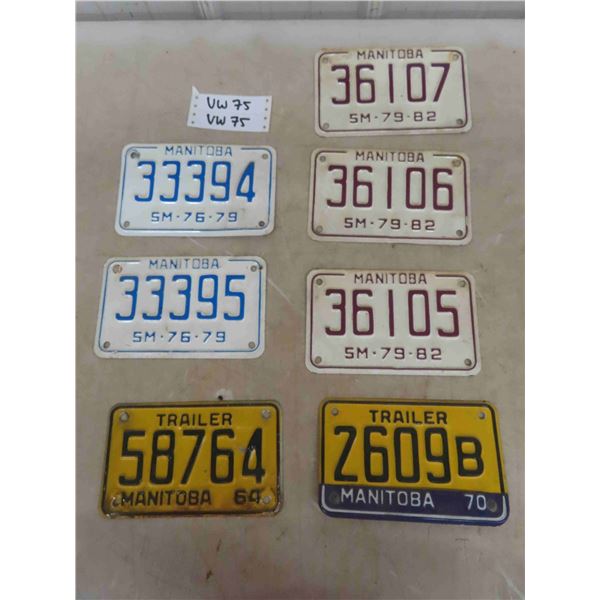 VW 75
VW 75
MANITOBA
36107
SM-79-82
MANITOBA
33394
SM-76-79
MANITOBA
36106
SM-79-82
MANITOBA
33395
SM-76-79
MANITOBA
36105
SM-79-82
TRAILER
58764
MANITOBA 64
TRAILER
2609B
MANITOBA 70